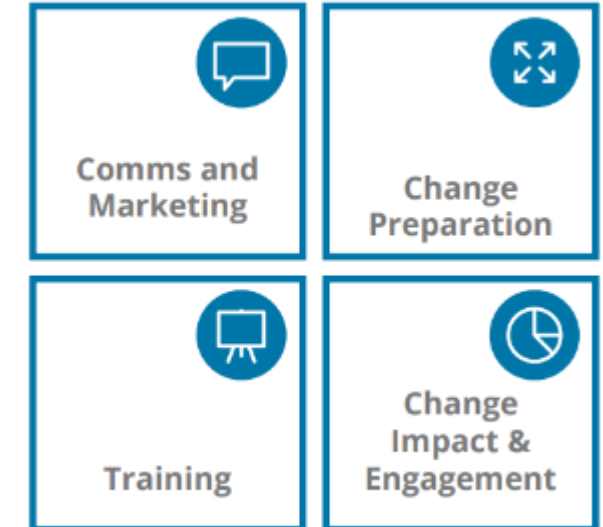 Comms and
Marketing
Change
Preparation
Training
Change
Impact &
Engagement